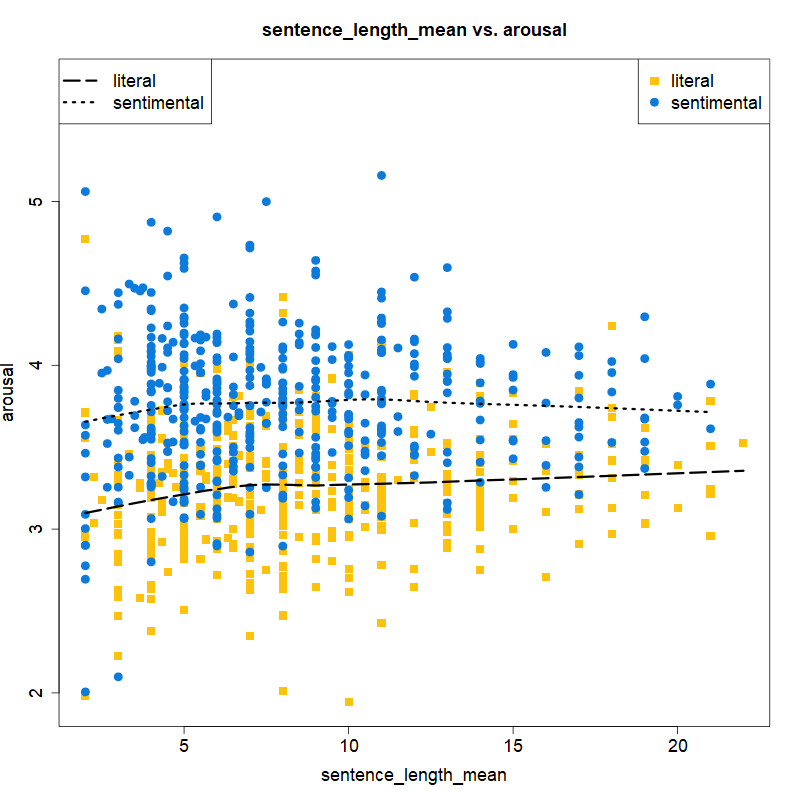 sentence_length_mean vs. arousal
literal
sentimental
literal
sentimental
5
4
3
2
arousal
5
10
15
20
sentence_length_mean